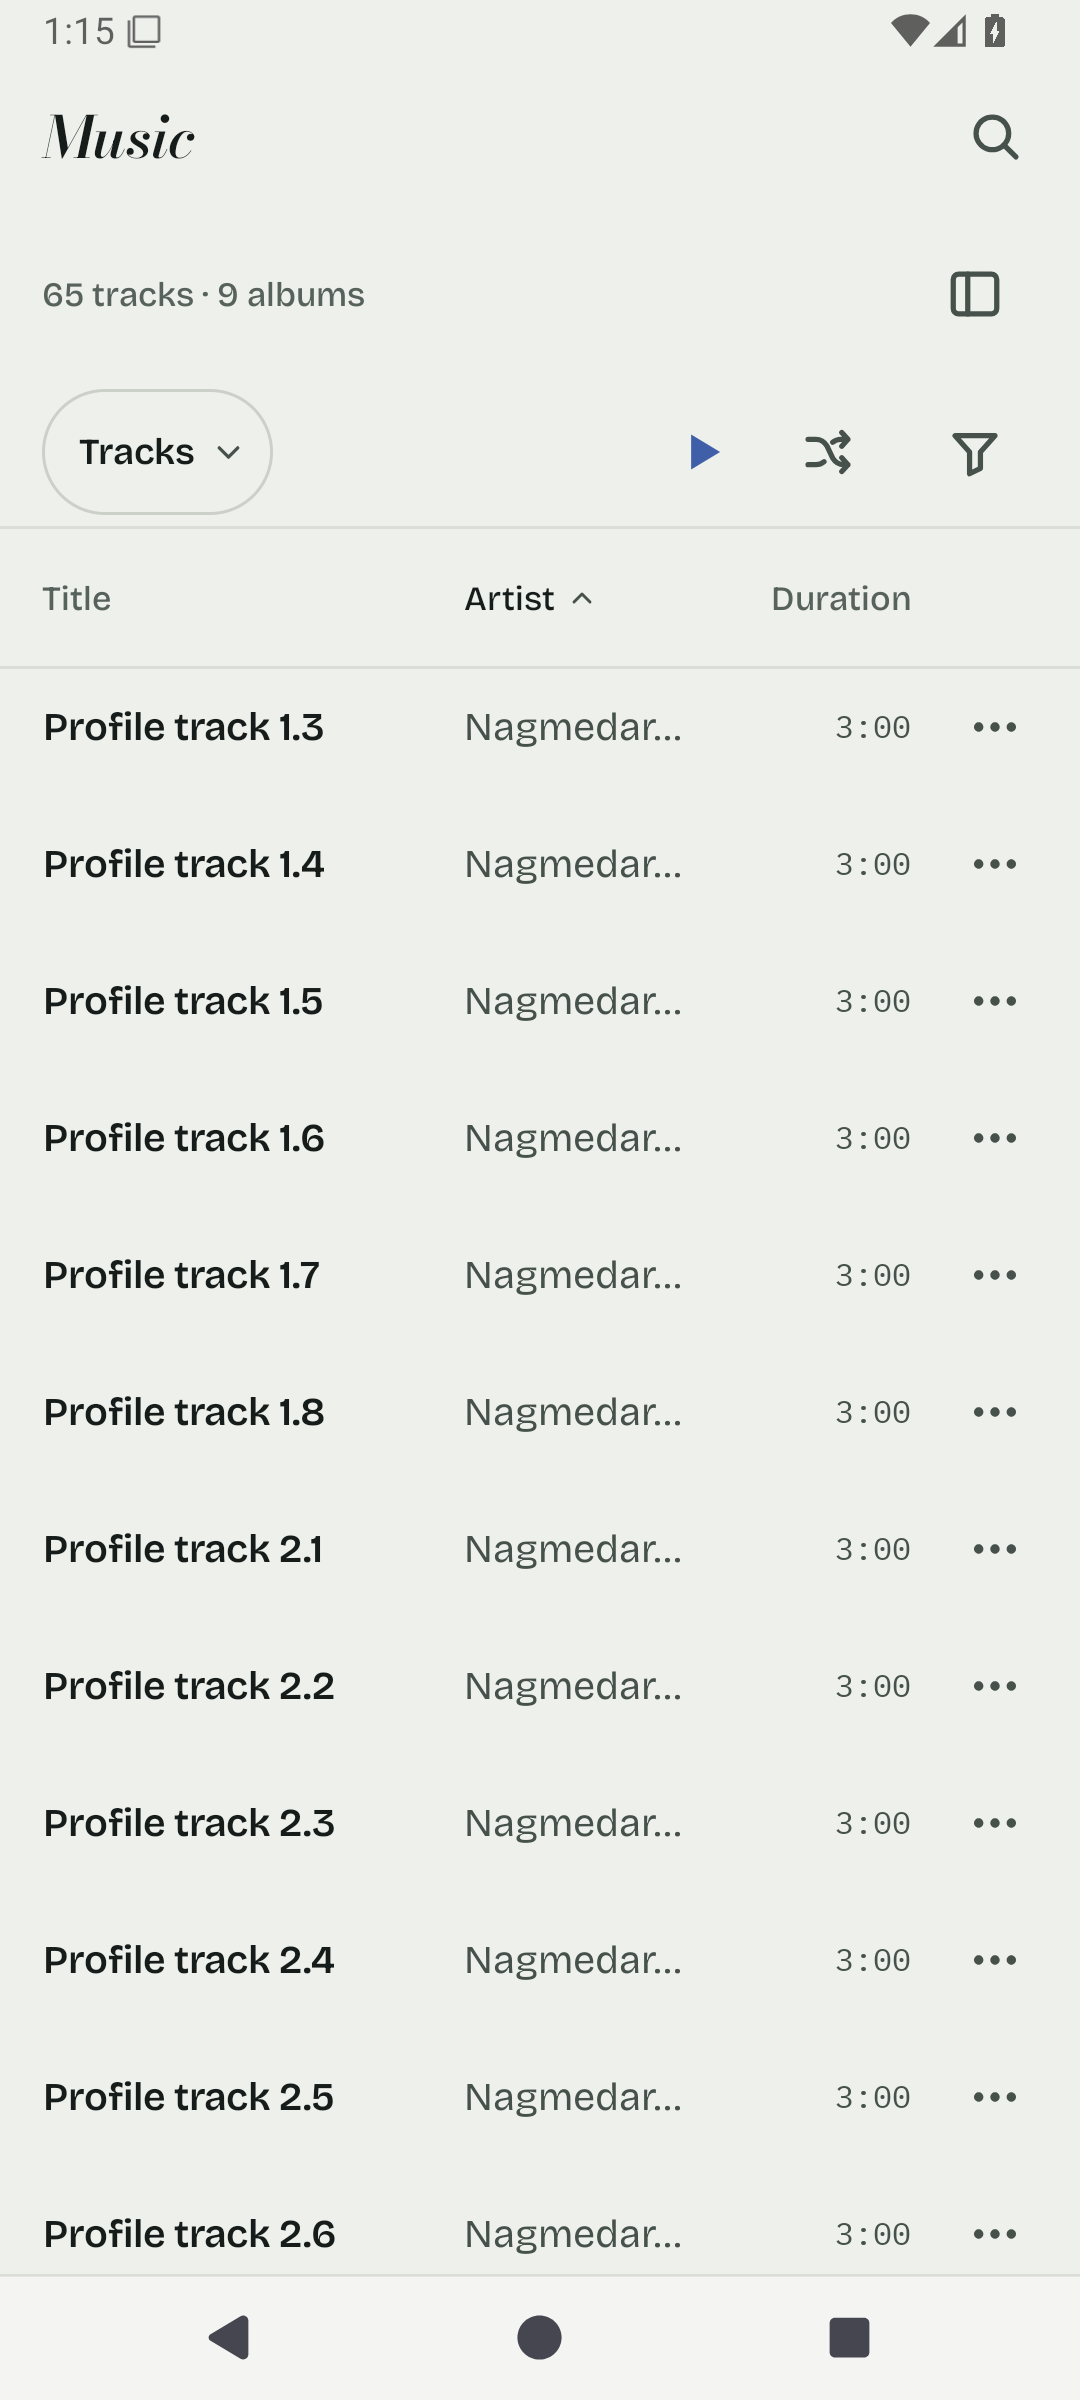 1:15
Music
65 tracks · 9 albums
Tracks
Title Artist Duration
Profile track 1.3 Nagmedar... 3:00
Profile track 1.4 Nagmedar... 3:00
Profile track 1.5 Nagmedar... 3:00
Profile track 1.6 Nagmedar... 3:00
Profile track 1.7 Nagmedar... 3:00
Profile track 1.8 Nagmedar... 3:00
Profile track 2.1 Nagmedar... 3:00
Profile track 2.2 Nagmedar... 3:00
Profile track 2.3 Nagmedar... 3:00
Profile track 2.4 Nagmedar... 3:00
Profile track 2.5 Nagmedar... 3:00
Profile track 2.6 Nagmedar... 3:00